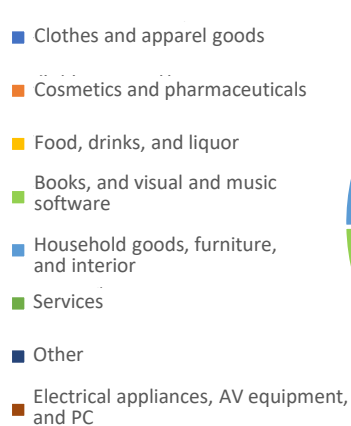 Clothes and apparel goods
Cosmetics and pharmaceuticals
Food, drinks, and liquor
Books, and visual and music
software
Household goods, furniture,
and interior
Services
Other
Electrical appliances, AV equipment,
and PC